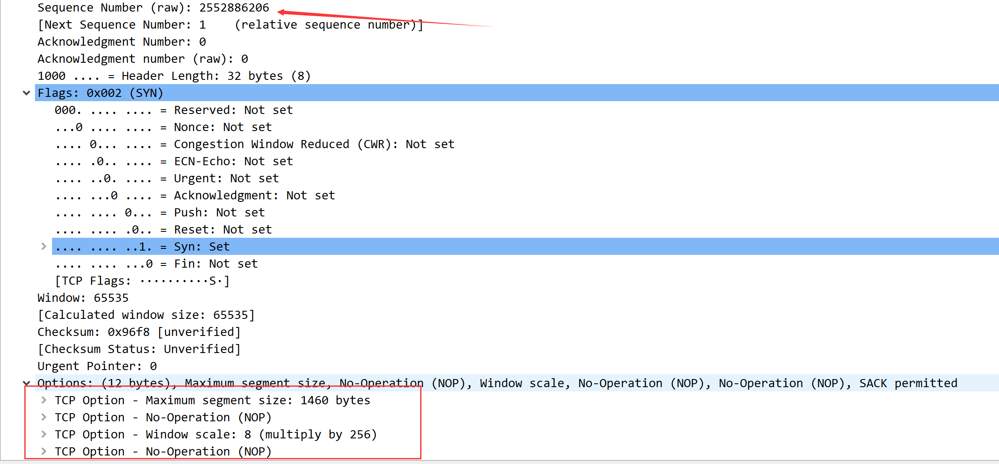 Sequence Number (raw): 2552886206
[Next Sequence Number: 1    (relative sequence number)]
Acknowledgment Number: 0
Acknowledgment number (raw): 0
1000 .... = Header Length: 32 bytes (8)
Flags: 0x002 (SYN)
000. .... .... = Reserved: Not set
...0 .... .... = Nonce: Not set
.... 0... .... = Congestion Window Reduced (CWR): Not set
.... .0.. .... = ECN-Echo: Not set
.... ..0. .... = Urgent: Not set
.... ...0 .... = Acknowledgment: Not set
.... .... 0... = Push: Not set
.... .... .0.. = Reset: Not set
.... .... ..1. = Syn: Set
.... .... ...0 = Fin: Not set
[TCP Flags: ··········S·]
Window: 65535
[Calculated window size: 65535]
Checksum: 0x96f8 [unverified]
[Checksum Status: Unverified]
Urgent Pointer: 0
Options: (12 bytes), Maximum segment size, No-Operation (NOP), Window scale, No-Operation (NOP), No-Operation (NOP), SACK permitted
TCP Option - Maximum segment size: 1460 bytes
TCP Option - No-Operation (NOP)
TCP Option - Window scale: 8 (multiply by 256)
TCP Option - No-Operation (NOP)